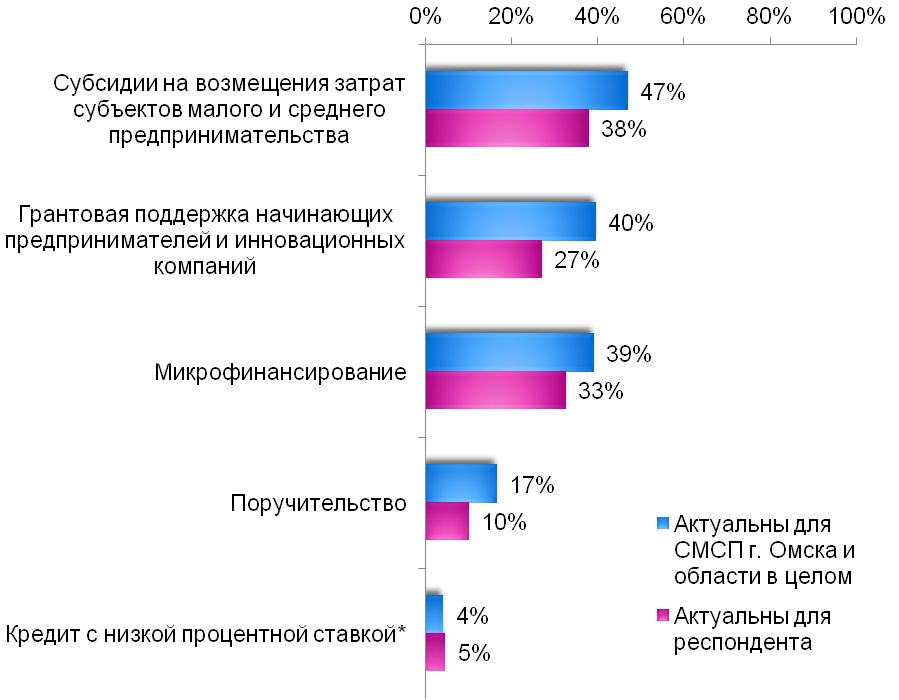 0% 20% 40% 60% 80% 100%
Субсидии на возмещения затрат
субъектов малого и среднего
предпринимательства
47%
38%
Грантовая поддержка начинающих
предпринимателей и инновационных
компаний
40%
27%
Микрофинансирование
39%
33%
Поручительство
17%
10%
Кредит с низкой процентной ставкой*
4%
5%
Актуальны для
СМСП г. Омска и
области в целом
Актуальны для
респондента